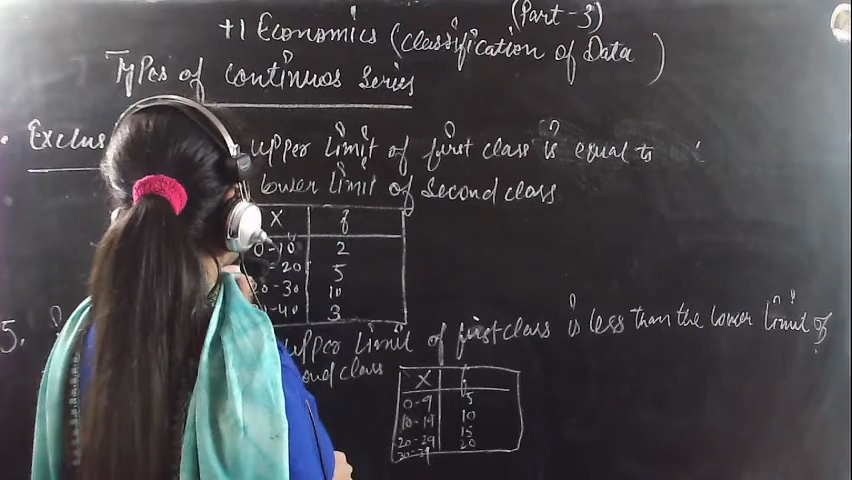 (Part-3)
+1 Economics (classification of Data)
Types of continuos series
Exclus upper limit of first class is equal to
lower limit of second class
X f
0-10 2
20 5
20-30 10
-40 3
5. upper limit of first class is less than the lower limit of
ond class
X f
0-9 5
10-19 10
20-29 15
30-39 20